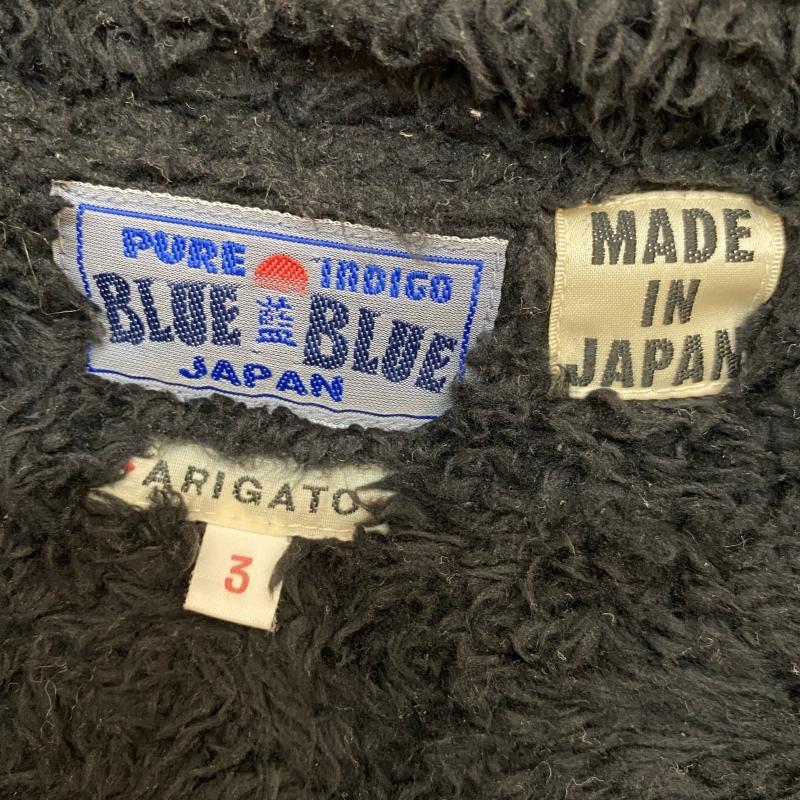 PURE INDIGO
BLUE 藍 BLUE
JAPAN
MADE
IN
JAPAN
ARIGATO
3